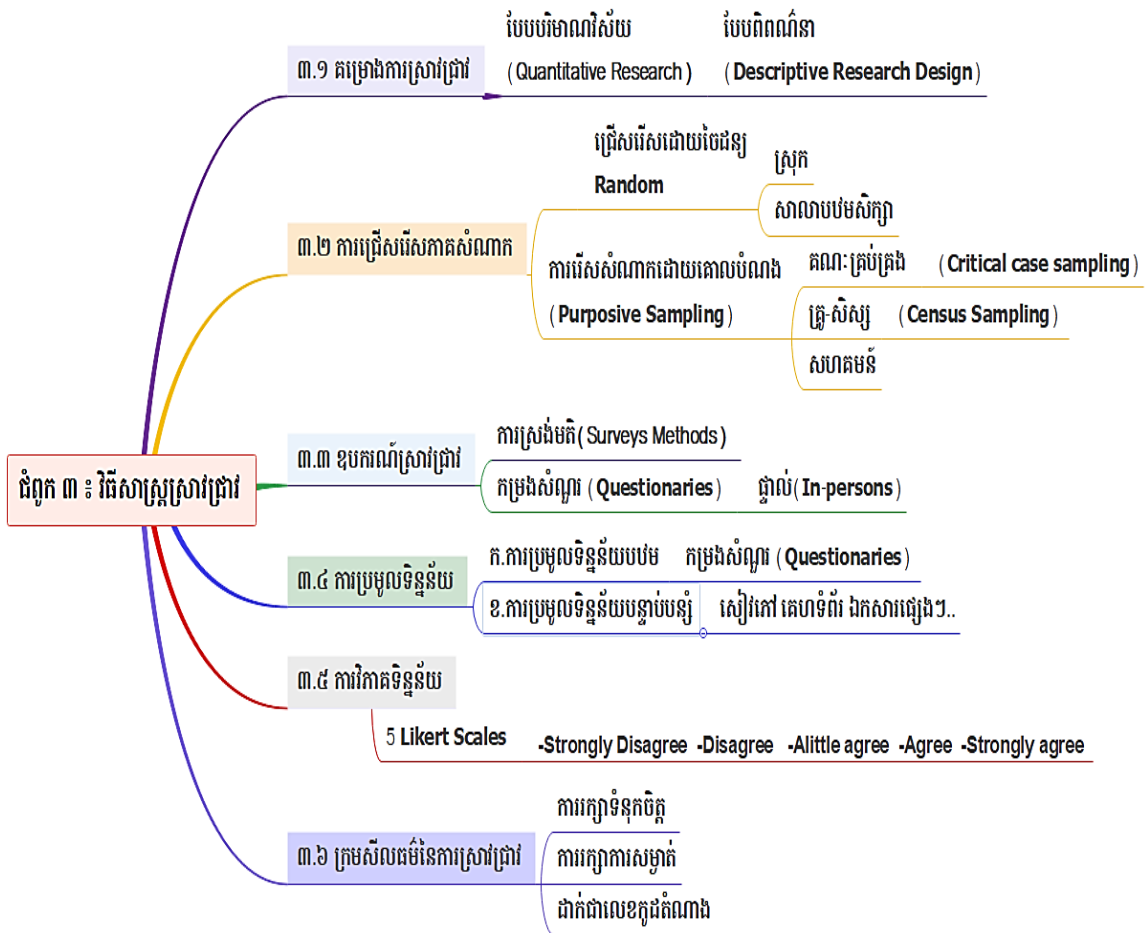 ជំពូក ៣ ៖ វិធីសាស្ត្រស្រាវជ្រាវ
៣.១ គម្រោងការស្រាវជ្រាវ
បែបបរិមាណវិស័យ
(Quantitative Research)
បែបពិពណ៌នា
(Descriptive Research Design)
៣.២ ការជ្រើសរើសភាគសំណាក
ជ្រើសរើសដោយចៃដន្យ
Random
ស្រុក
សាលាបឋមសិក្សា
ការរើសសំណាកដោយគោលបំណង
(Purposive Sampling)
គណៈគ្រប់គ្រង (Critical case sampling)
គ្រូ-សិស្ស (Census Sampling)
សហគមន៍
៣.៣ ឧបករណ៍ស្រាវជ្រាវ
ការស្រង់មតិ(Surveys Methods)
កម្រងសំណួរ (Questionaries) ផ្ទាល់(In-persons)
៣.៤ ការប្រមូលទិន្នន័យ
ក.ការប្រមូលទិន្នន័យបឋម កម្រងសំណួរ (Questionaries)
ខ.ការប្រមូលទិន្នន័យបន្ទាប់បន្សំ សៀវភៅ គេហទំព័រ ឯកសារផ្សេងៗ..
៣.៥ ការវិភាគទិន្នន័យ
5 Likert Scales -Strongly Disagree -Disagree -Alittle agree -Agree -Strongly agree
៣.៦ ក្រមសីលធម៌នៃការស្រាវជ្រាវ
ការរក្សាទំនុកចិត្ត
ការរក្សាការសម្ងាត់
ដាក់ជាលេខកូដតំណាង